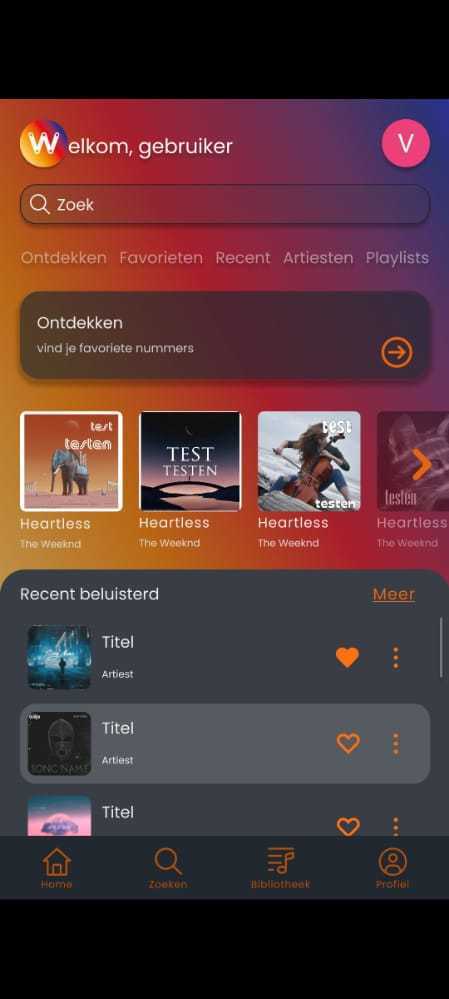 Welkom, gebruiker
V
Zoek
Ontdekken Favorieten Recent Artiesten Playlists
Ontdekken
vind je favoriete nummers
test
testen
TEST
TESTEN
test
testen
testen
Heartless
The Weeknd
Heartless
The Weeknd
Heartless
The Weeknd
Heartless
The Weeknd
Recent beluisterd
Meer
Titel
Artiest
SONG NAME
Titel
Artiest
Titel
Home
Zoeken
Bibliotheek
Profiel